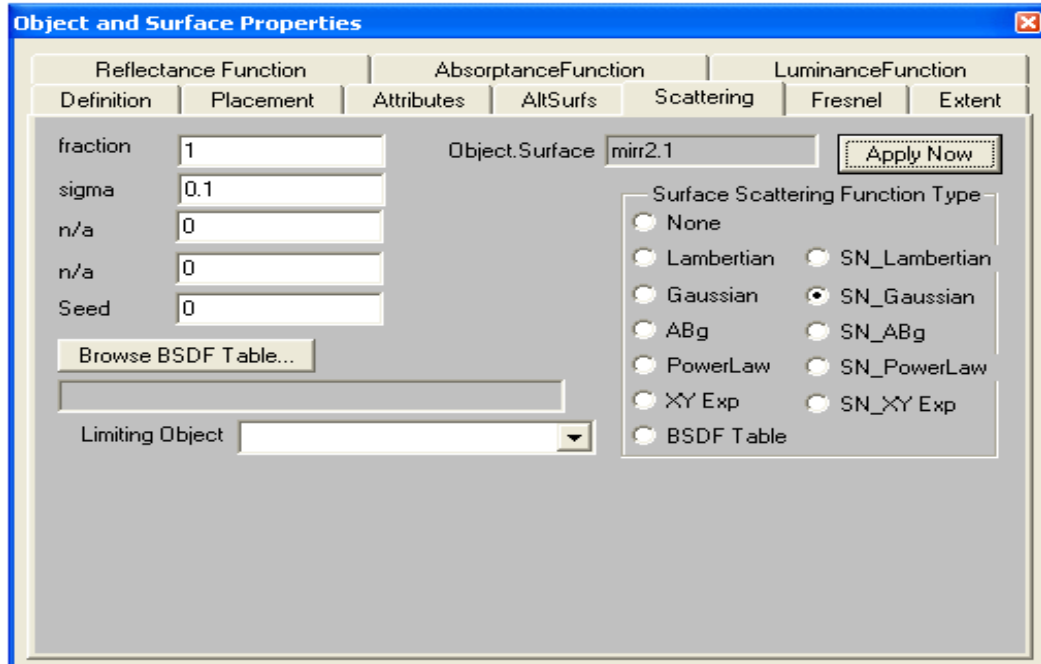 Object and Surface Properties
Reflectance Function AbsorptanceFunction LuminanceFunction
Definition Placement Attributes AltSurfs Scattering Fresnel Extent
fraction 1 Object.Surface mirr2.1 Apply Now
sigma 0.1
n/a 0
n/a 0
Seed 0
Browse BSDF Table...
Limiting Object
Surface Scattering Function Type
None
Lambertian SN_Lambertian
Gaussian SN_Gaussian
ABg SN_ABg
PowerLaw SN_PowerLaw
XY Exp SN_XY Exp
BSDF Table